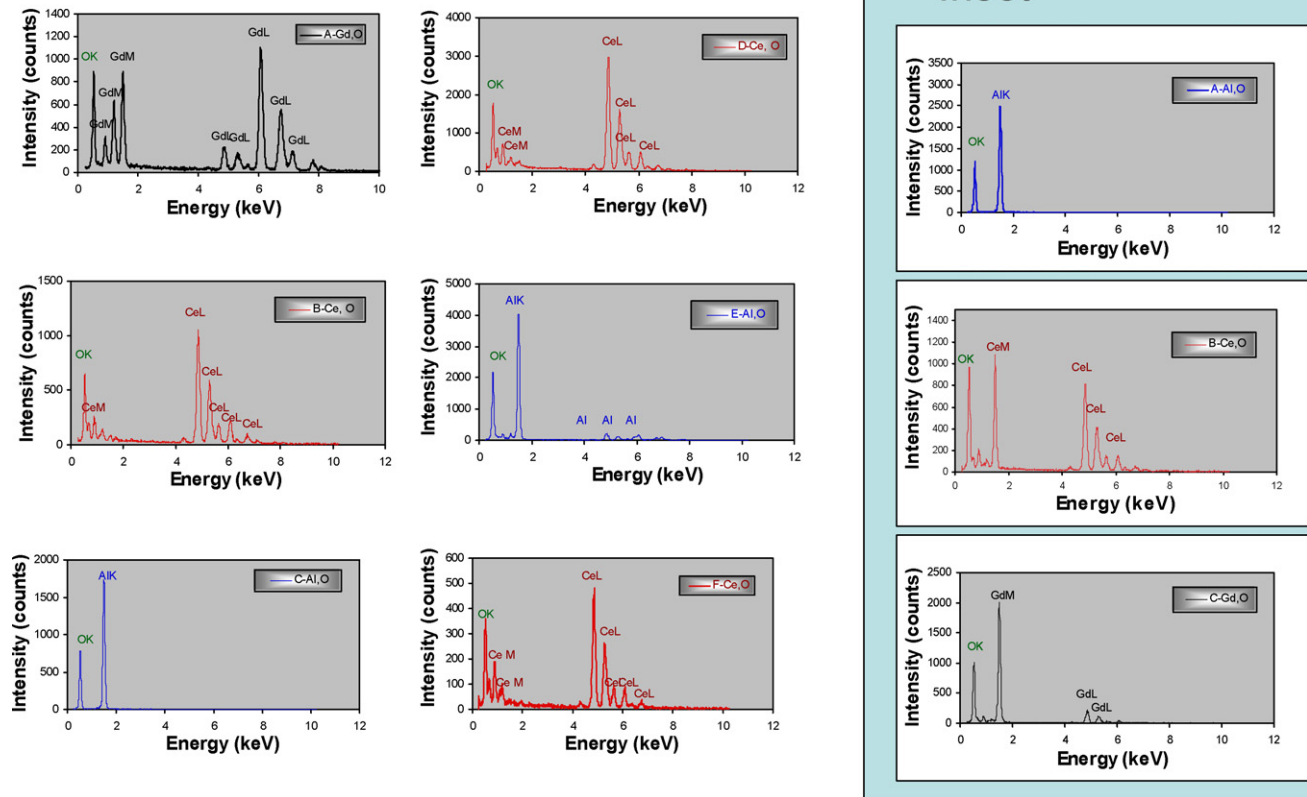 Intensity (counts)
1400
1200
1000
800
600
400
200
0
A-Gd,O
OK
GdM
GdM
GdM
GdL
GdL
GdL
GdL
GdL
0 2 4 6 8 10
Energy (keV)
Intensity (counts)
4000
3000
2000
1000
0
D-Ce, O
OK
CeM
CeM
CeL
CeL
CeL
CeL
0 2 4 6 8 10 12
Energy (keV)
Intensity (counts)
1500
1000
500
0
B-Ce, O
OK
CeM
CeL
CeL
CeL
CeL
CeL
0 2 4 6 8 10 12
Energy (keV)
Intensity (counts)
5000
4000
3000
2000
1000
0
E-Al,O
OK
AlK
Al Al Al
0 2 4 6 8 10 12
Energy (keV)
Intensity (counts)
2000
1500
1000
500
0
C-Al,O
OK
AlK
0 2 4 6 8 10 12
Energy (keV)
Intensity (counts)
600
500
400
300
200
100
0
F-Ce,O
OK
Ce M
Ce M
CeL
CeL
CeL
CeL
0 2 4 6 8 10 12
Energy (keV)
Intensity (counts)
3500
3000
2500
2000
1500
1000
500
0
A-Al,O
OK
AlK
0 2 4 6 8 10 12
Energy (keV)
Intensity (counts)
1400
1200
1000
800
600
400
200
0
B-Ce,O
OK
CeM
CeL
CeL
CeL
0 2 4 6 8 10 12
Energy (keV)
Intensity (counts)
2500
2000
1500
1000
500
0
C-Gd,O
OK
GdM
GdL
GdL
0 2 4 6 8 10 12
Energy (keV)